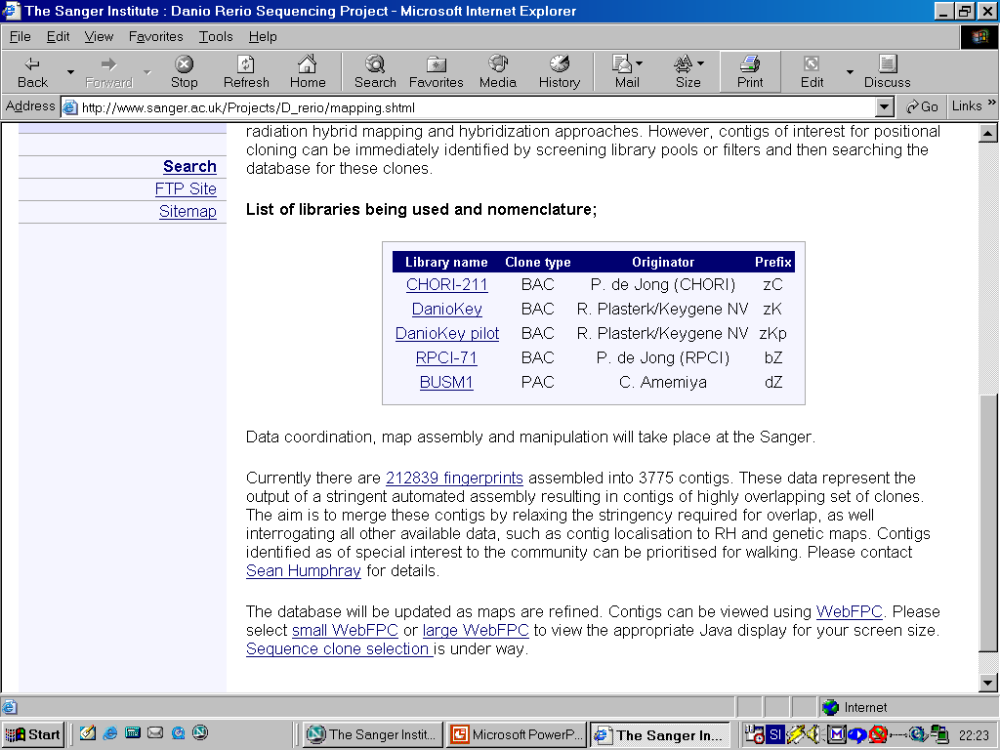 The Sanger Institute : Danio Rerio Sequencing Project - Microsoft Internet Explorer
File Edit View Favorites Tools Help
Back Forward Stop Refresh Home Search Favorites Media History Mail Size Print Edit Discuss
Address http://www.sanger.ac.uk/Projects/D_rerio/mapping.shtml Go Links »
radiation hybrid mapping and hybridization approaches. However, contigs of interest for positional
cloning can be immediately identified by screening library pools or filters and then searching the
database for these clones.
Search
FTP Site
Sitemap
List of libraries being used and nomenclature;
Library name Clone type Originator Prefix
CHORI-211 BAC P. de Jong (CHORI) zC
DanioKey BAC R. Plasterk/Keygene NV zK
DanioKey pilot BAC R. Plasterk/Keygene NV zKp
RPCI-71 BAC P. de Jong (RPCI) bZ
BUSM1 PAC C. Amemiya dZ
Data coordination, map assembly and manipulation will take place at the Sanger.
Currently there are 212839 fingerprints assembled into 3775 contigs. These data represent the
output of a stringent automated assembly resulting in contigs of highly overlapping set of clones.
The aim is to merge these contigs by relaxing the stringency required for overlap, as well
interrogating all other available data, such as contig localisation to RH and genetic maps. Contigs
identified as of special interest to the community can be prioritised for walking. Please contact
Sean Humphray for details.
The database will be updated as maps are refined. Contigs can be viewed using WebFPC. Please
select small WebFPC or large WebFPC to view the appropriate Java display for your screen size.
Sequence clone selection is under way.
Internet
Start The Sanger Instit... Microsoft PowerP... The Sanger In... SI 22:23